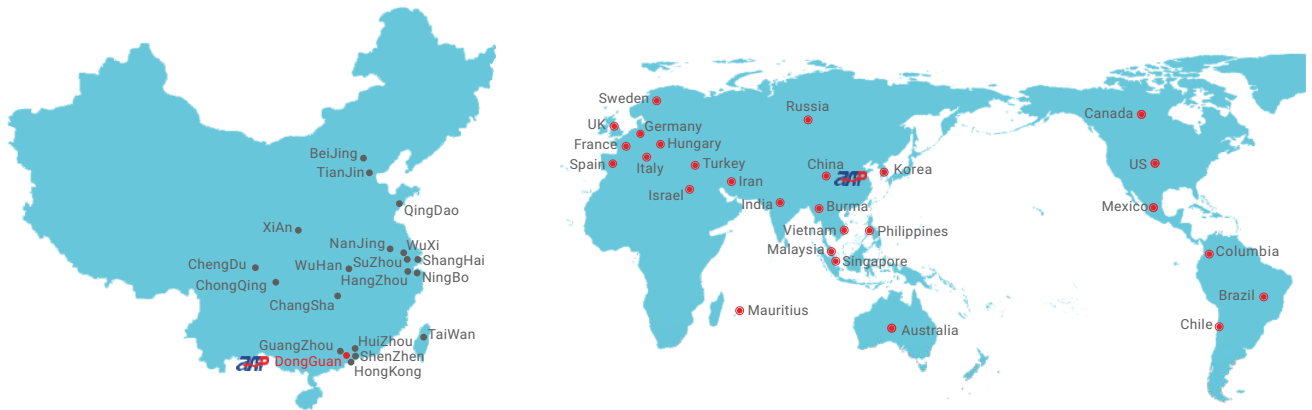 BeiJing
TianJin
QingDao
XiAn
NanJing
WuXi
ChengDu
WuHan
SuZhou
ShangHai
ChongQing
HangZhou
NingBo
ChangSha
TaiWan
GuangZhou
HuiZhou
DongGuan
ShenZhen
HongKong
Sweden
Russia
Canada
UK
Germany
France
Hungary
Spain
Italy
Turkey
China
Korea
US
Israel
Iran
India
Burma
Mexico
Vietnam
Philippines
Malaysia
Singapore
Columbia
Mauritius
Brazil
Australia
Chile